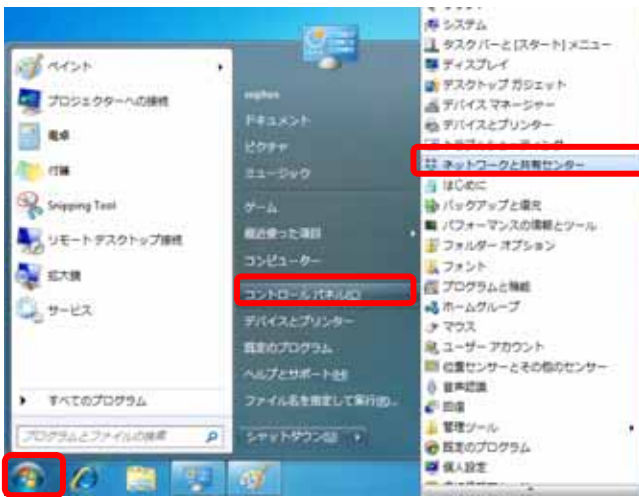 ペイント
プロジェクターへの接続
電卓
付箋
Snipping Tool
リモート デスクトップ接続
拡大鏡
サービス
すべてのプログラム
プログラムとファイルの検索
ドキュメント
ピクチャ
ミュージック
ゲーム
最近使った項目
コンピューター
コントロール パネル(C)
デバイスとプリンター
既定のプログラム
ヘルプとサポート(H)
ファイル名を指定して実行(R)...
シャットダウン(U)
システム
タスク バーと [スタート] メニュー
ディスプレイ
デスクトップ ガジェット
デバイス マネージャー
デバイスとプリンター
ネットワークと共有センター
はじめに
バックアップと復元
パフォーマンスの情報とツール
フォルダー オプション
フォント
プログラムと機能
ホームグループ
マウス
ユーザー アカウント
位置センサーとその他のセンサー
音声認識
回復
管理ツール
既定のプログラム
個人設定